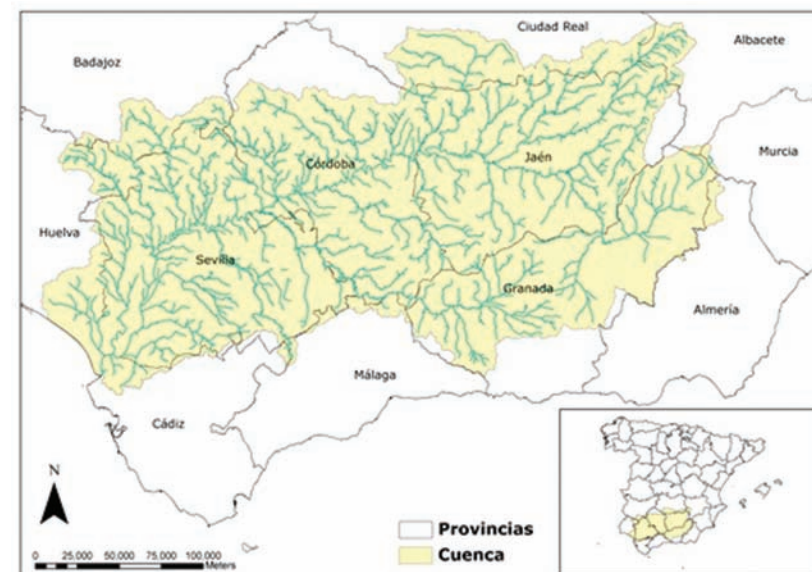 Ciudad Real
Albacete
Badajoz
Murcia
Córdoba
Jaén
Huelva
Sevilla
Granada
Almería
Málaga
Cádiz
N
Provincias
Cuenca
0 25.000 50.000 75.000 100.000
Meters